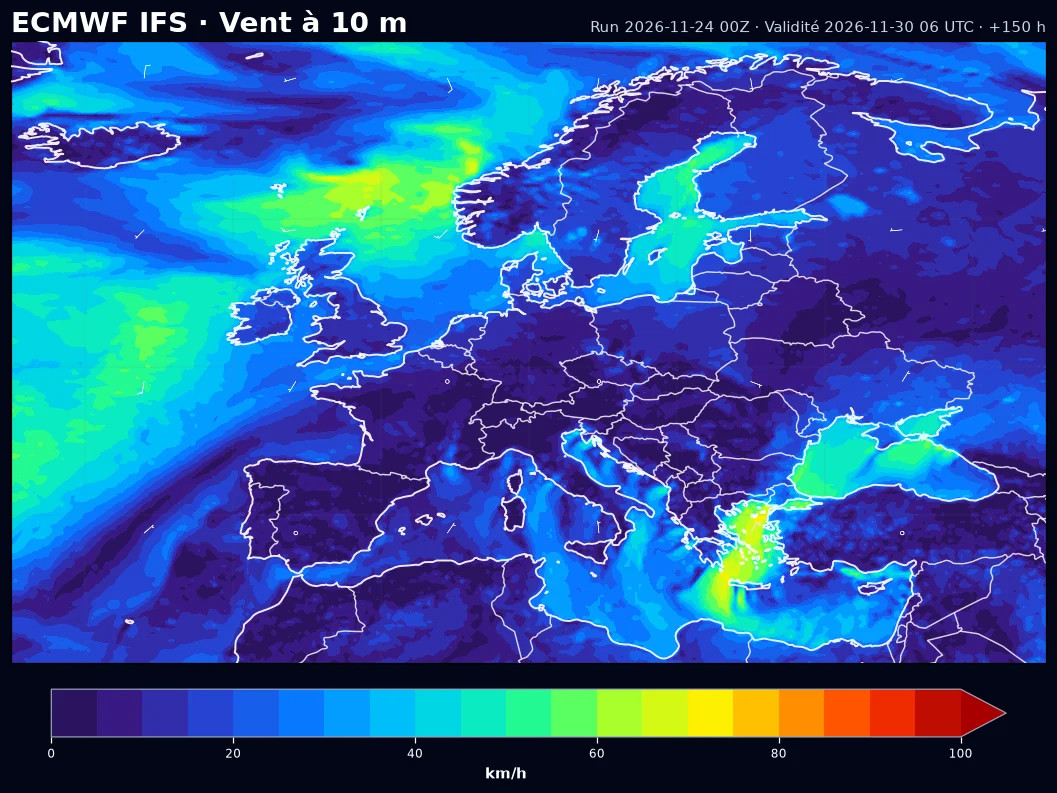 ECMWF IFS · Vent à 10 m
Run 2026-11-24 00Z · Validité 2026-11-30 06 UTC · +150 h
0 20 40 60 80 100
km/h